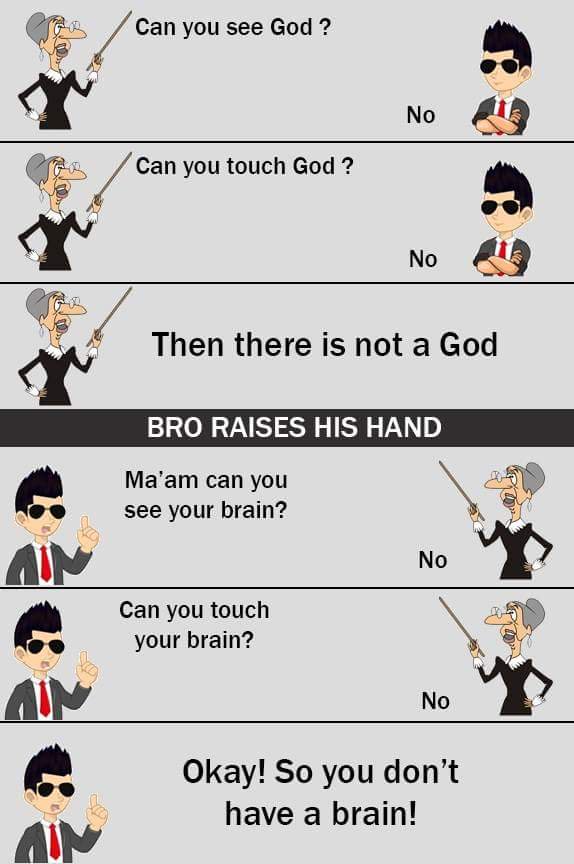 Can you see God ?
No
Can you touch God ?
No
Then there is not a God
BRO RAISES HIS HAND
Ma'am can you
see your brain?
No
Can you touch
your brain?
No
Okay! So you don't
have a brain!